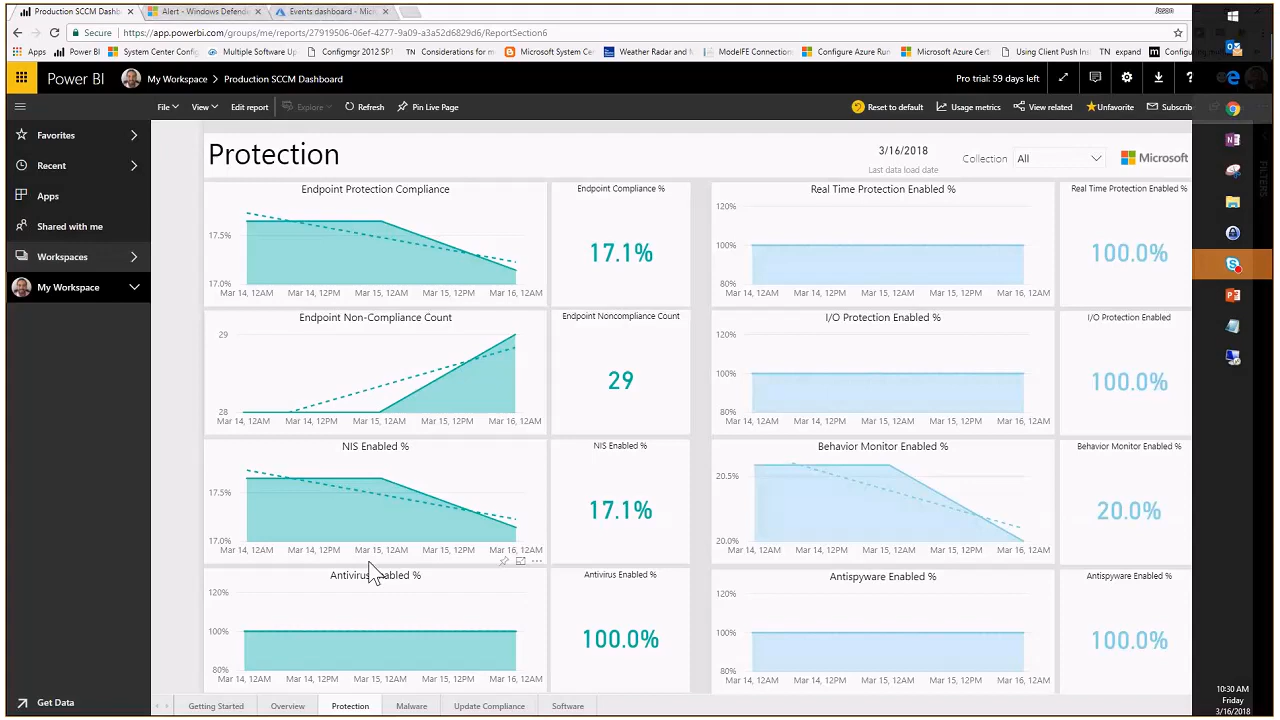 Production SCCM Dashb
Alert - Windows Defende
Events dashboard - Micro
Jason
Secure
https://app.powerbi.com/groups/me/reports/27919506-06ef-4277-9a09-a3a52d6829d6/ReportSection6
Apps
Power BI
System Center Config
Multiple Software Up
Configmgr 2012 SP1
TN Considerations for m
Microsoft System Cen
Weather Radar and M
ModelFE Connection
Configure Azure Run
Microsoft Azure Certi
Using Client Push Inst
TN expand
Power BI
My Workspace > Production SCCM Dashboard
Pro trial: 59 days left
File
View
Edit report
Explore
Refresh
Pin Live Page
Reset to default
Usage metrics
View related
Unfavorite
Subscrib
Favorites
Recent
Apps
Shared with me
Workspaces
My Workspace
Get Data
Protection
3/16/2018
Last data load date
Collection
All
Microsoft
FILTERS
Endpoint Protection Compliance
17.5%
17.0%
Mar 14, 12AM Mar 14, 12PM Mar 15, 12AM Mar 15, 12PM Mar 16, 12AM
Endpoint Compliance %
17.1%
Real Time Protection Enabled %
120%
100%
80%
Mar 14, 12AM Mar 14, 12PM Mar 15, 12AM Mar 15, 12PM Mar 16, 12AM
Real Time Protection Enabled %
100.0%
Endpoint Non-Compliance Count
29
28
Mar 14, 12AM Mar 14, 12PM Mar 15, 12AM Mar 15, 12PM Mar 16, 12AM
Endpoint Noncompliance Count
29
I/O Protection Enabled %
120%
100%
80%
Mar 14, 12AM Mar 14, 12PM Mar 15, 12AM Mar 15, 12PM Mar 16, 12AM
I/O Protection Enabled
100.0%
NIS Enabled %
17.5%
17.0%
Mar 14, 12AM Mar 14, 12PM Mar 15, 12AM Mar 15, 12PM Mar 16, 12AM
NIS Enabled %
17.1%
Behavior Monitor Enabled %
20.5%
20.0%
Mar 14, 12AM Mar 14, 12PM Mar 15, 12AM Mar 15, 12PM Mar 16, 12AM
Behavior Monitor Enabled %
20.0%
Antivirus Enabled %
120%
100%
80%
Mar 14, 12AM Mar 14, 12PM Mar 15, 12AM Mar 15, 12PM Mar 16, 12AM
Antivirus Enabled %
100.0%
Antispyware Enabled %
120%
100%
80%
Mar 14, 12AM Mar 14, 12PM Mar 15, 12AM Mar 15, 12PM Mar 16, 12AM
Antispyware Enabled %
100.0%
Getting Started
Overview
Protection
Malware
Update Compliance
Software
10:30 AM
Friday
3/16/2018